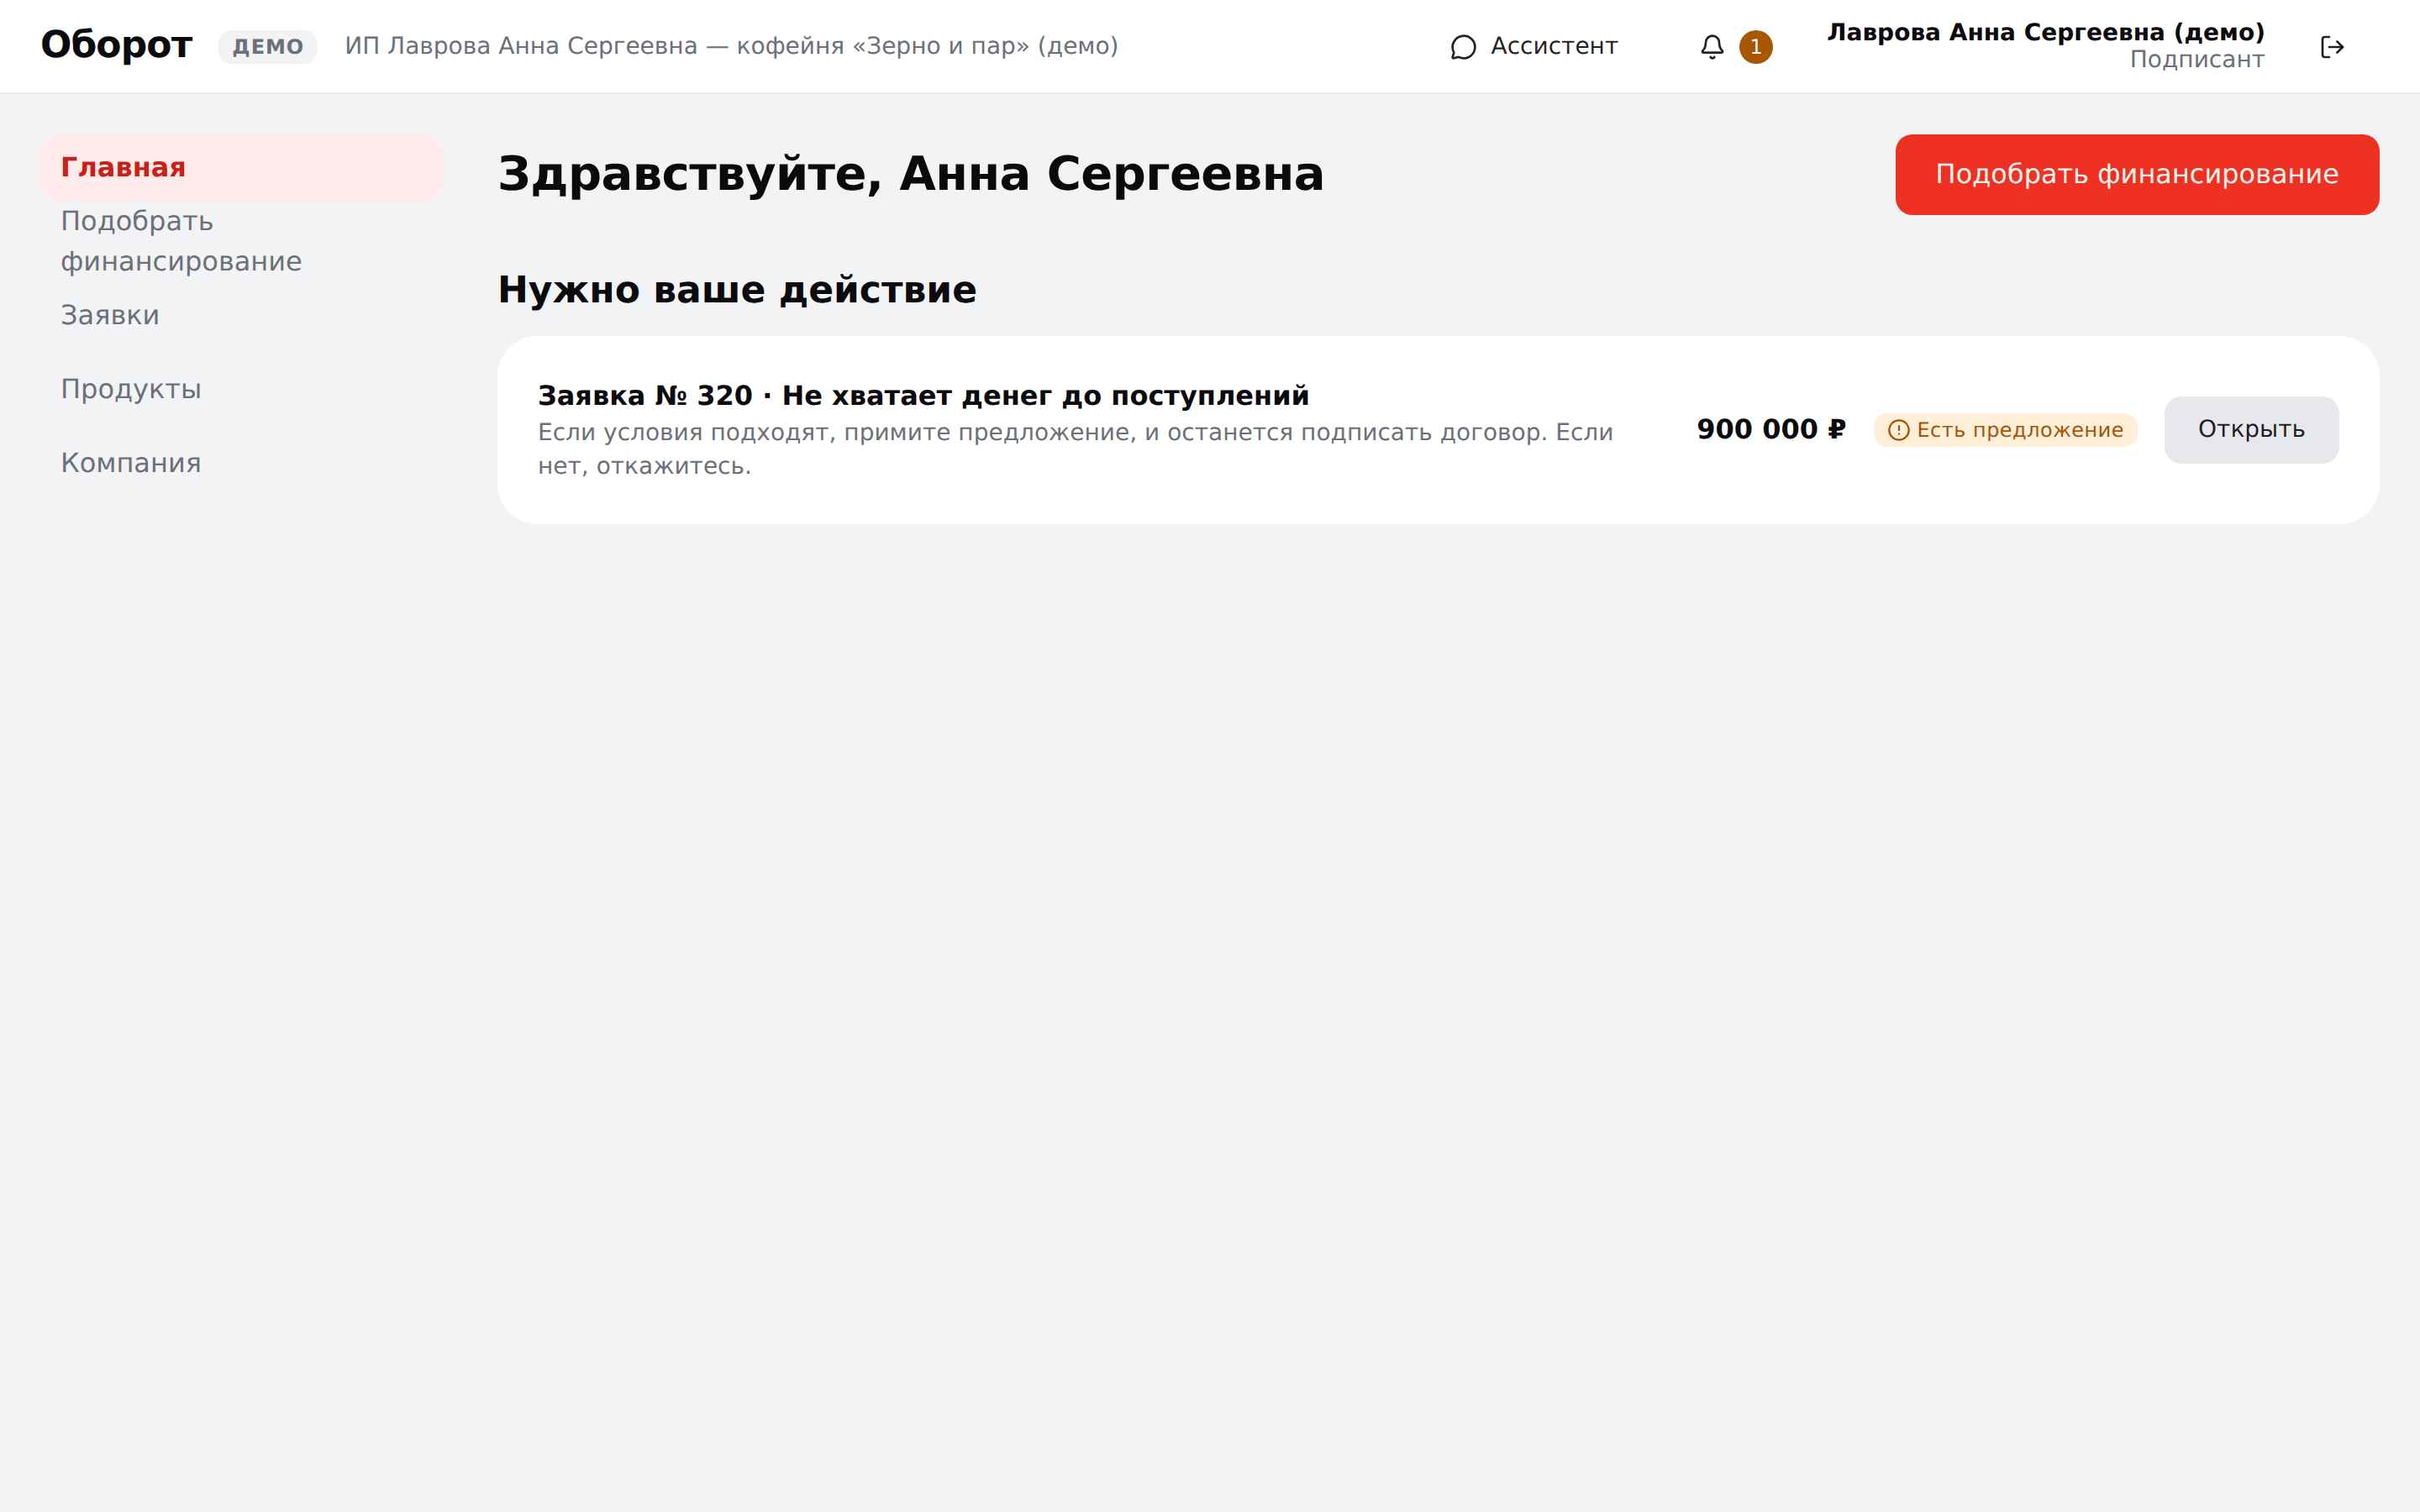 Оборот ДЕМО ИП Лаврова Анна Сергеевна — кофейня «Зерно и пар» (демо) Ассистент 1 Лаврова Анна Сергеевна (демо)
Подписант
Главная
Подобрать
финансирование
Заявки
Продукты
Компания
Здравствуйте, Анна Сергеевна
Подобрать финансирование
Нужно ваше действие
Заявка № 320 · Не хватает денег до поступлений
Если условия подходят, примите предложение, и останется подписать договор. Если
нет, откажитесь.
900 000 ₽ Есть предложение Открыть